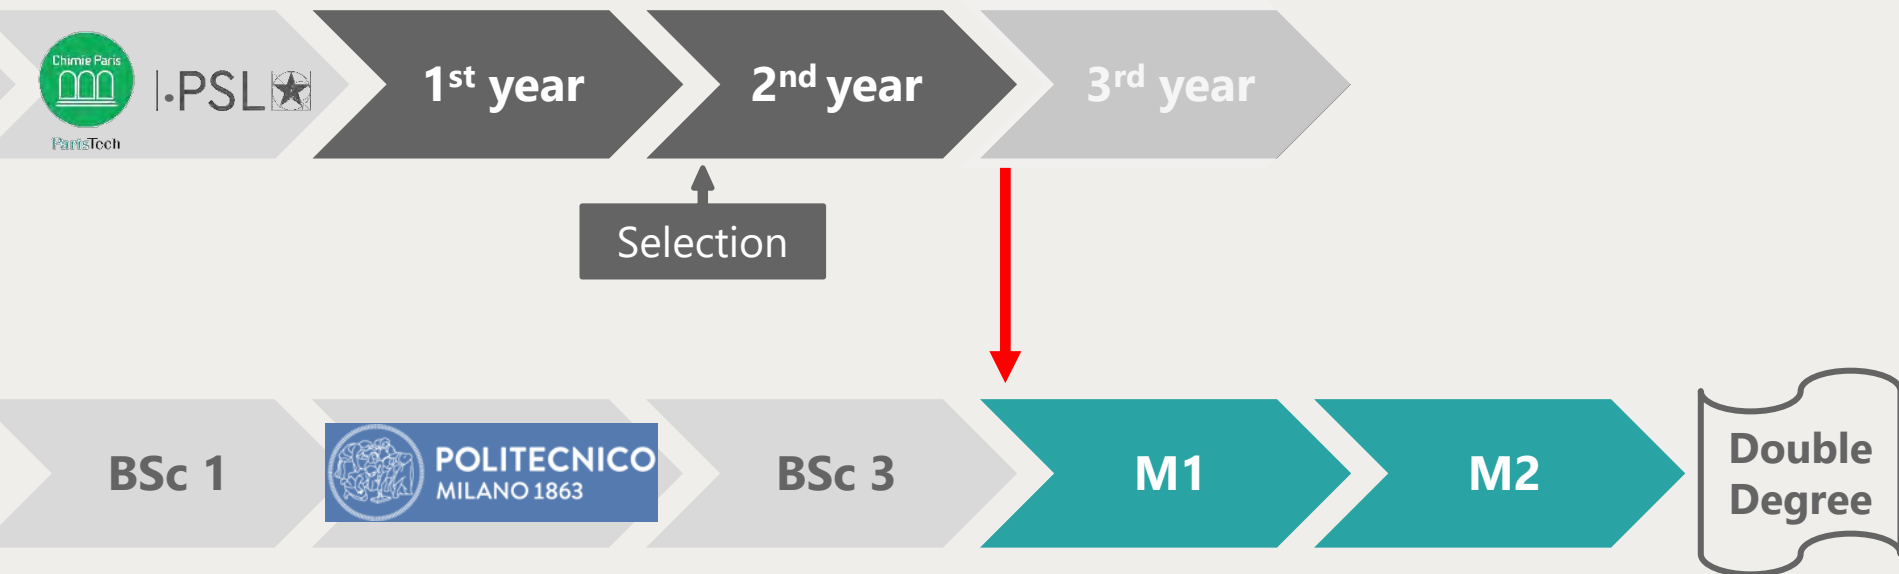 Chimie Paris
ParisTech
PSL
1st year
2nd year
3rd year
Selection
BSc 1
POLITECNICO
MILANO 1863
BSc 3
M1
M2
Double
Degree